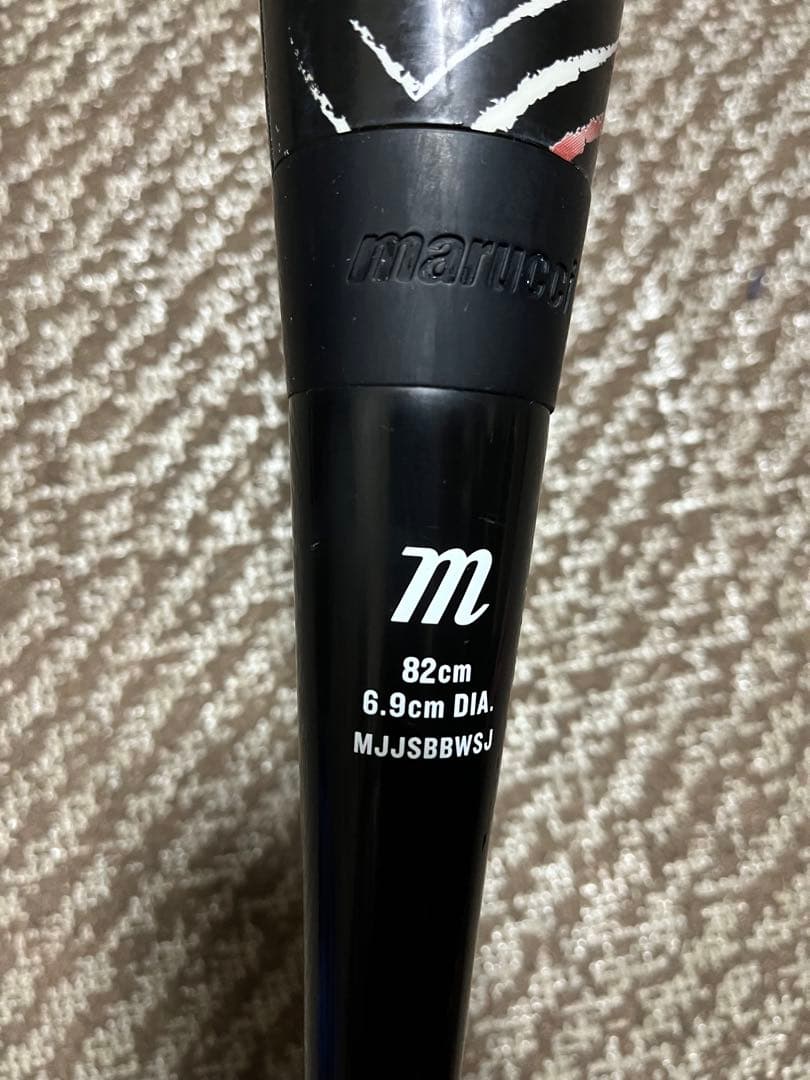 marucci
m
82cm
6.9cm DIA.
MJJSBBWSJ